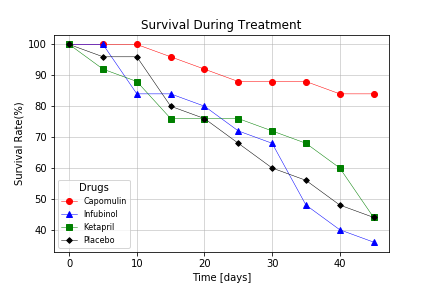 Survival During Treatment
Survival Rate(%)
100
90
80
70
60
50
40
Drugs
Capomulin
Infubinol
Ketapril
Placebo
0 10 20 30 40
Time [days]